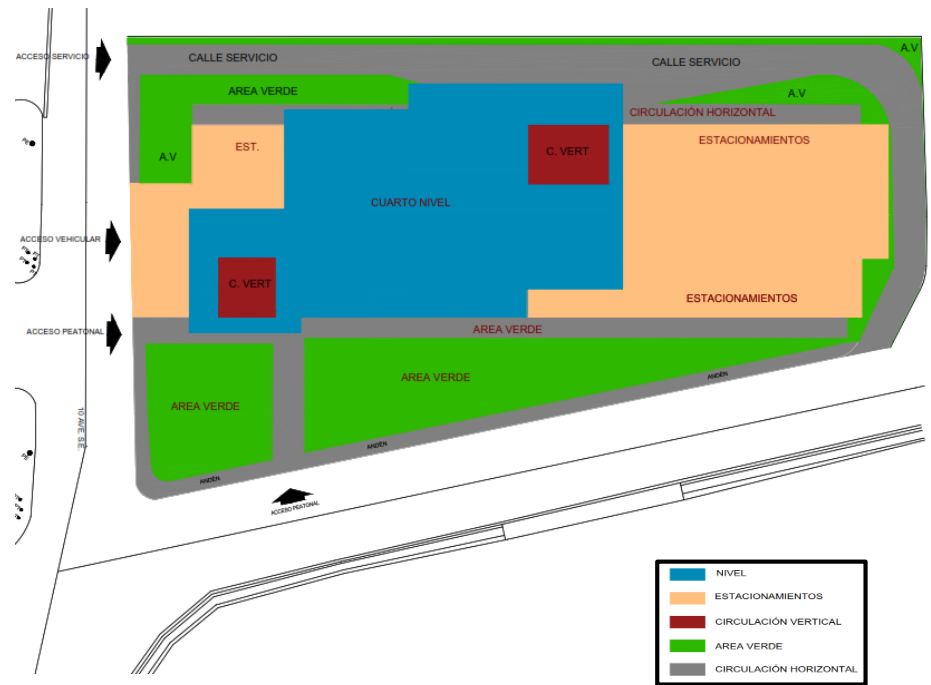 ACCESO SERVICIO
CALLE SERVICIO
CALLE SERVICIO
A.V
AREA VERDE
A.V
CIRCULACIÓN HORIZONTAL
EST.
ESTACIONAMIENTOS
C. VERT
A.V
CUARTO NIVEL
ACCESO VEHICULAR
C. VERT
ESTACIONAMIENTOS
ACCESO PEATONAL
AREA VERDE
AREA VERDE
ANDÉN
AREA VERDE
10 AVE. S.E.
ANDÉN
ANDÉN
ACCESO PEATONAL
NIVEL
ESTACIONAMIENTOS
CIRCULACIÓN VERTICAL
AREA VERDE
CIRCULACIÓN HORIZONTAL